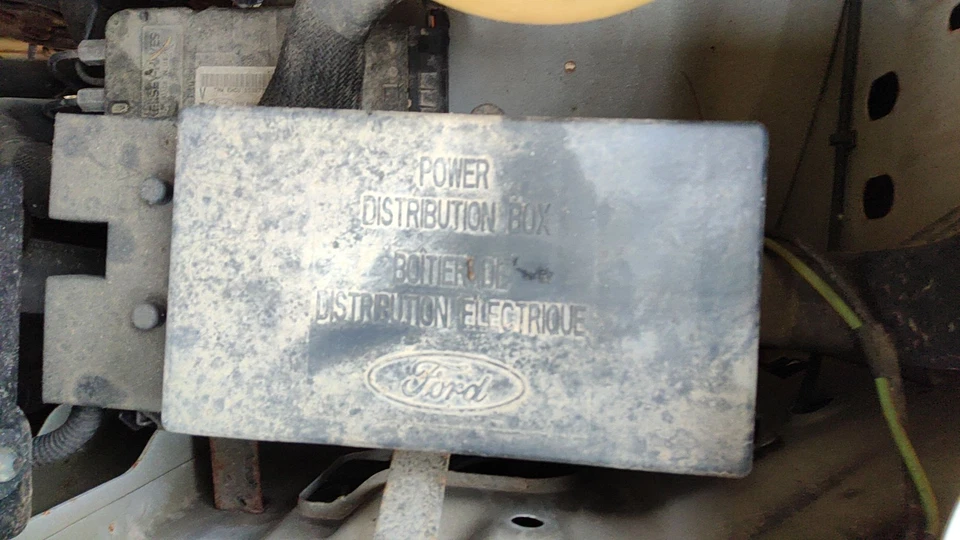 POWER
DISTRIBUTION BOX
BOITIER DE
DISTRIBUTION ELECTRIQUE
Ford